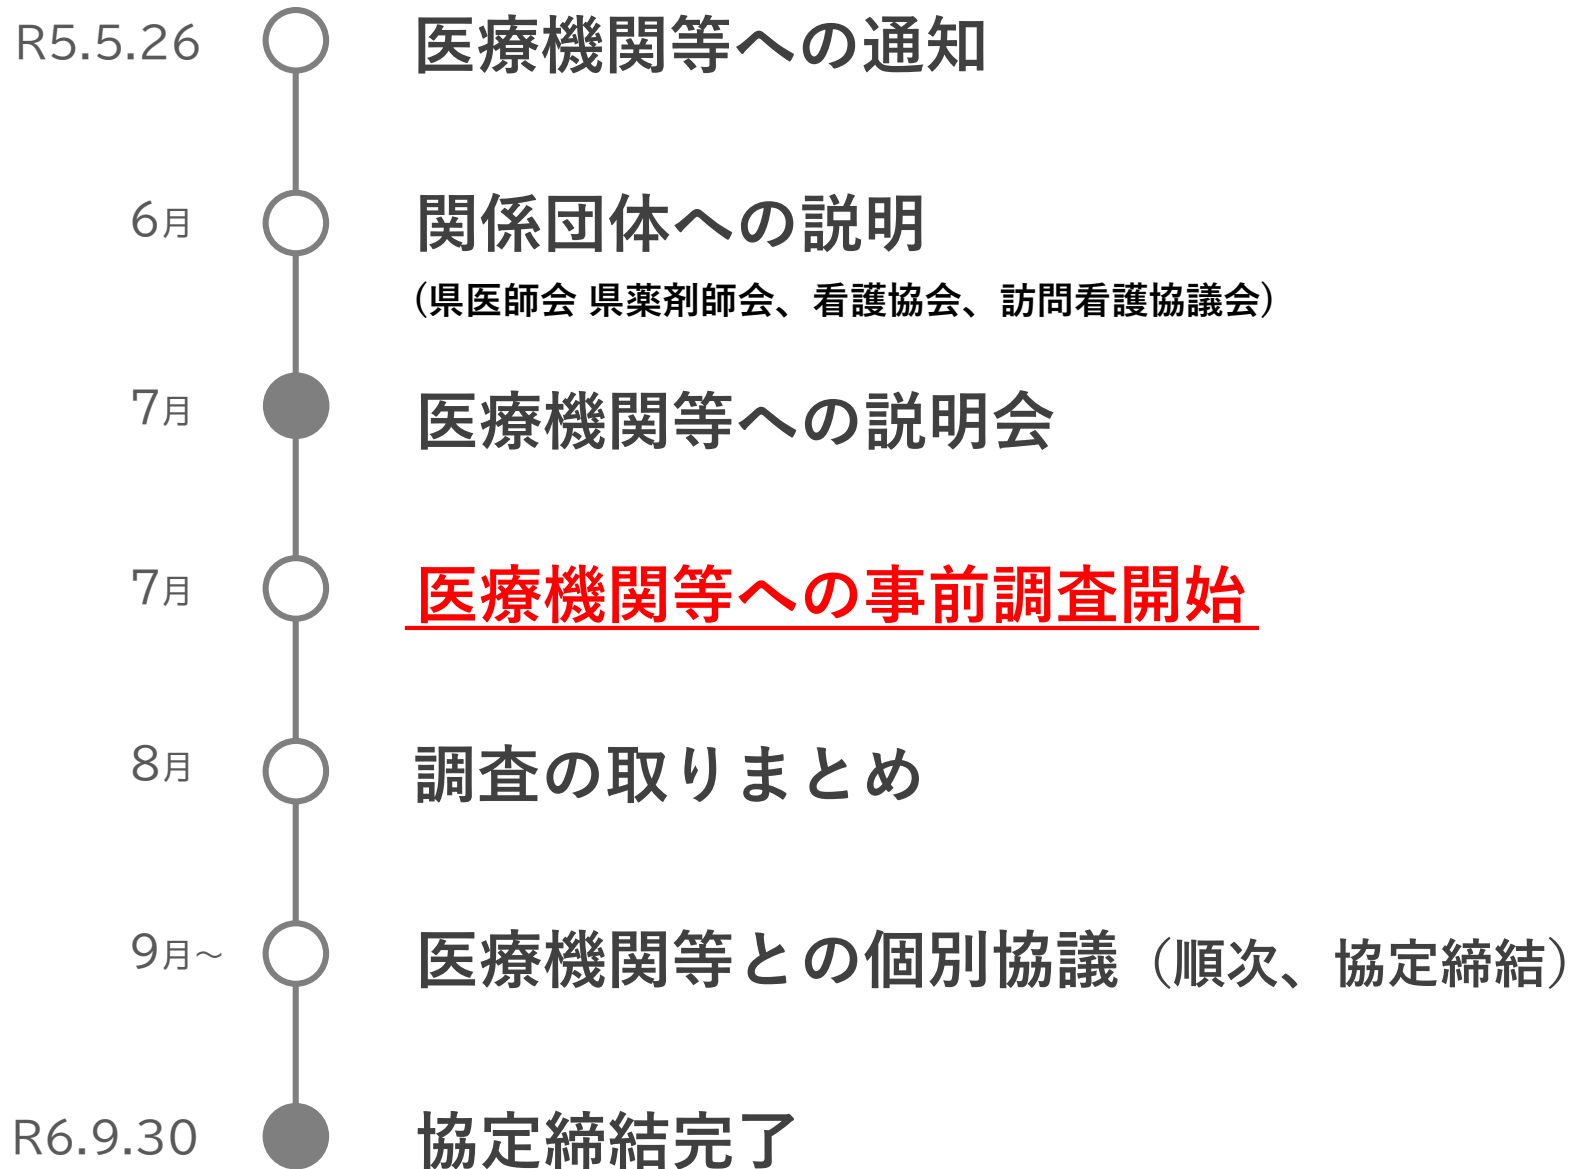 R5.5.26 医療機関等への通知
6月 関係団体への説明
(県医師会 県薬剤師会、看護協会、訪問看護協議会)
7月 医療機関等への説明会
7月 医療機関等への事前調査開始
8月 調査の取りまとめ
9月～ 医療機関等との個別協議（順次、協定締結）
R6.9.30 協定締結完了